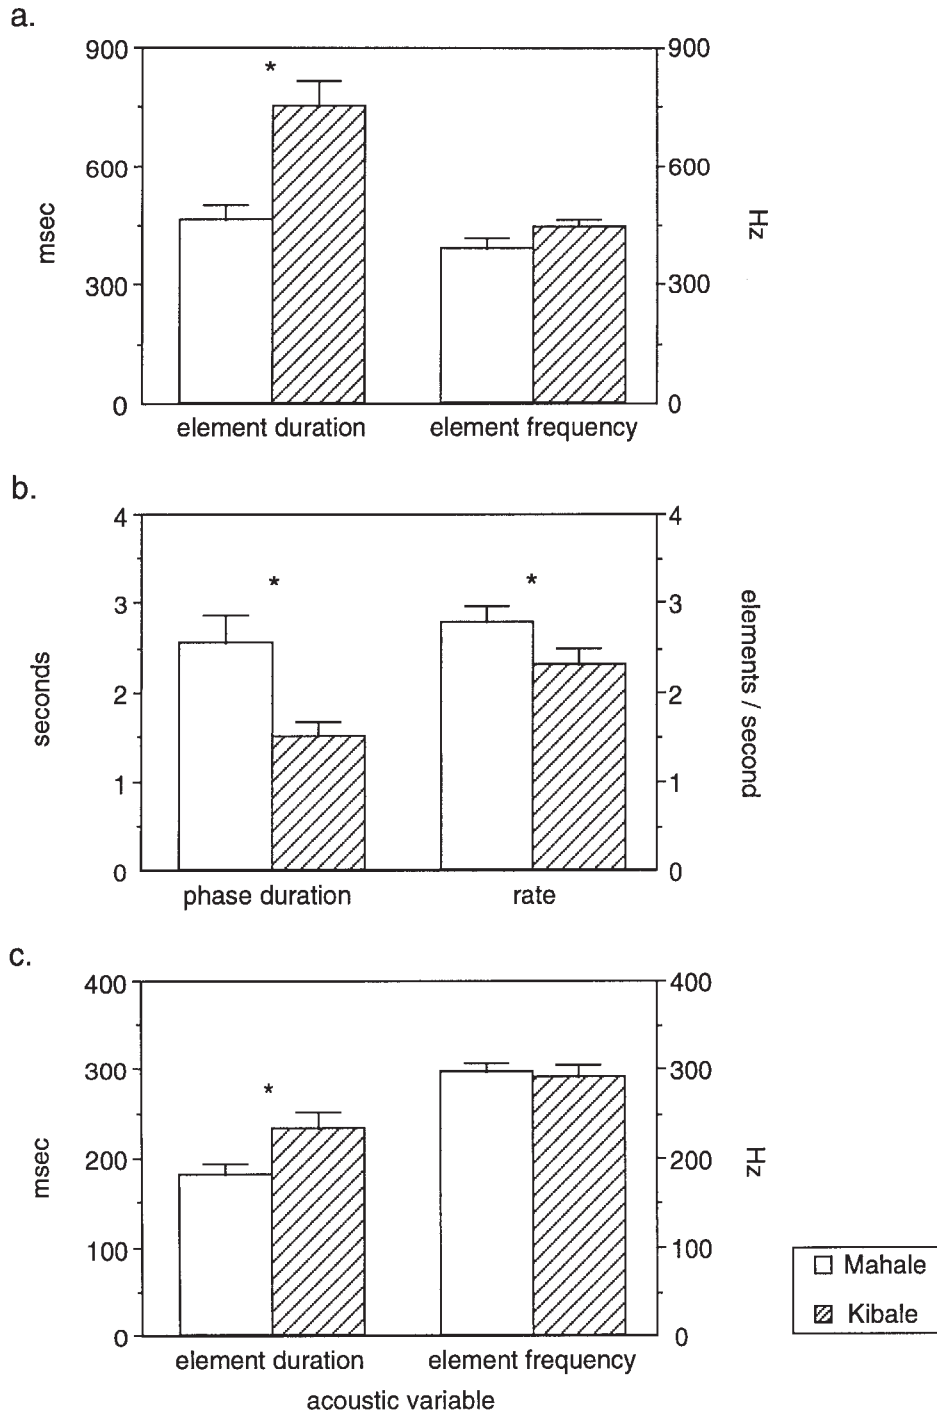 a.
900
900
*
600
600
msec
Hz
300
300
0
0
element duration
element frequency
b.
4
4
*
*
3
3
seconds
elements / second
2
2
1
1
0
0
phase duration
rate
c.
400
400
300
300
*
msec
Hz
200
200
100
100
Mahale
Kibale
0
0
element duration
element frequency
acoustic variable